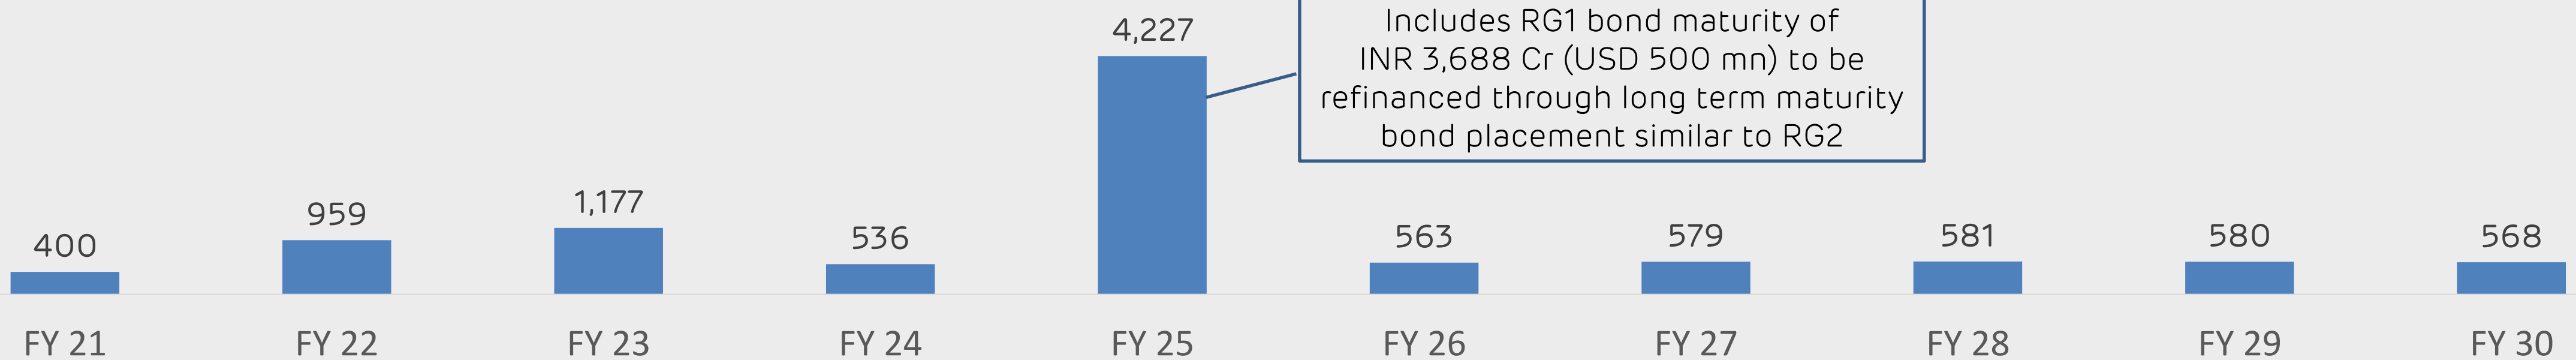 4,227
Includes RG1 bond maturity of
INR 3,688 Cr (USD 500 mn) to be
refinanced through long term maturity
bond placement similar to RG2
400
959
1,177
536
563
579
581
580
568
FY 21
FY 22
FY 23
FY 24
FY 25
FY 26
FY 27
FY 28
FY 29
FY 30